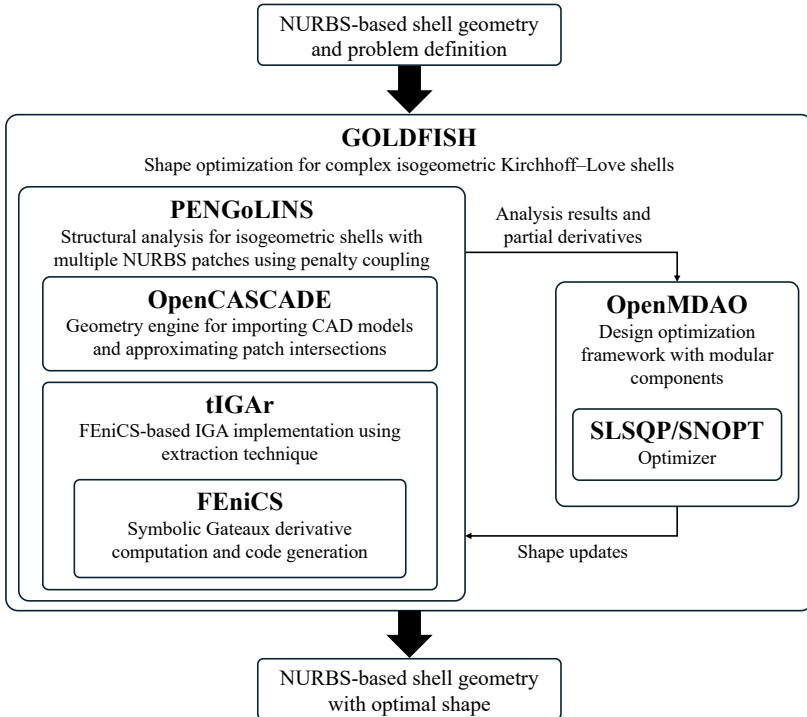 NURBS-based shell geometry
and problem definition
GOLDFISH
Shape optimization for complex isogeometric Kirchhoff–Love shells
PENGoLINS
Structural analysis for isogeometric shells with
multiple NURBS patches using penalty coupling
OpenCASCADE
Geometry engine for importing CAD models
and approximating patch intersections
tIGAr
FEniCS-based IGA implementation using
extraction technique
FEniCS
Symbolic Gateaux derivative
computation and code generation
Analysis results and
partial derivatives
OpenMDAO
Design optimization
framework with modular
components
SLSQP/SNOPT
Optimizer
Shape updates
NURBS-based shell geometry
with optimal shape